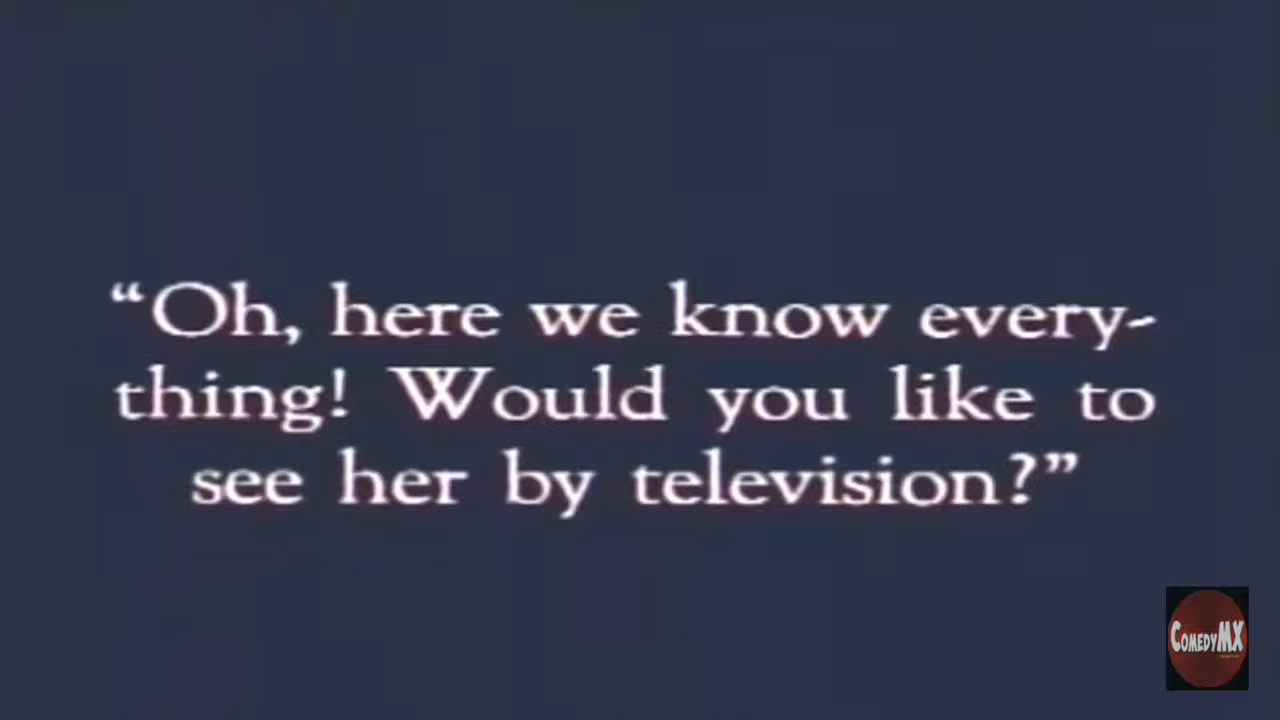 “Oh, here we know every-
thing! Would you like to
see her by television?”
COMEDYMX